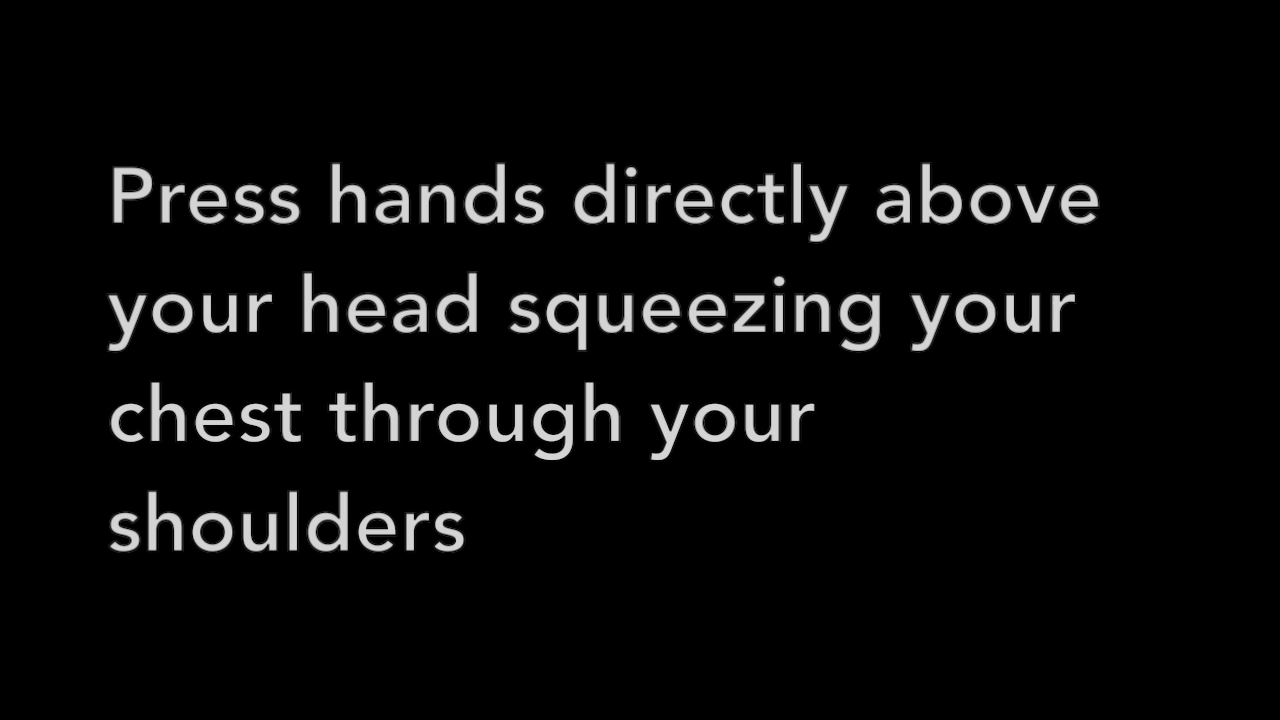 Press hands directly above
your head squeezing your
chest through your
shoulders